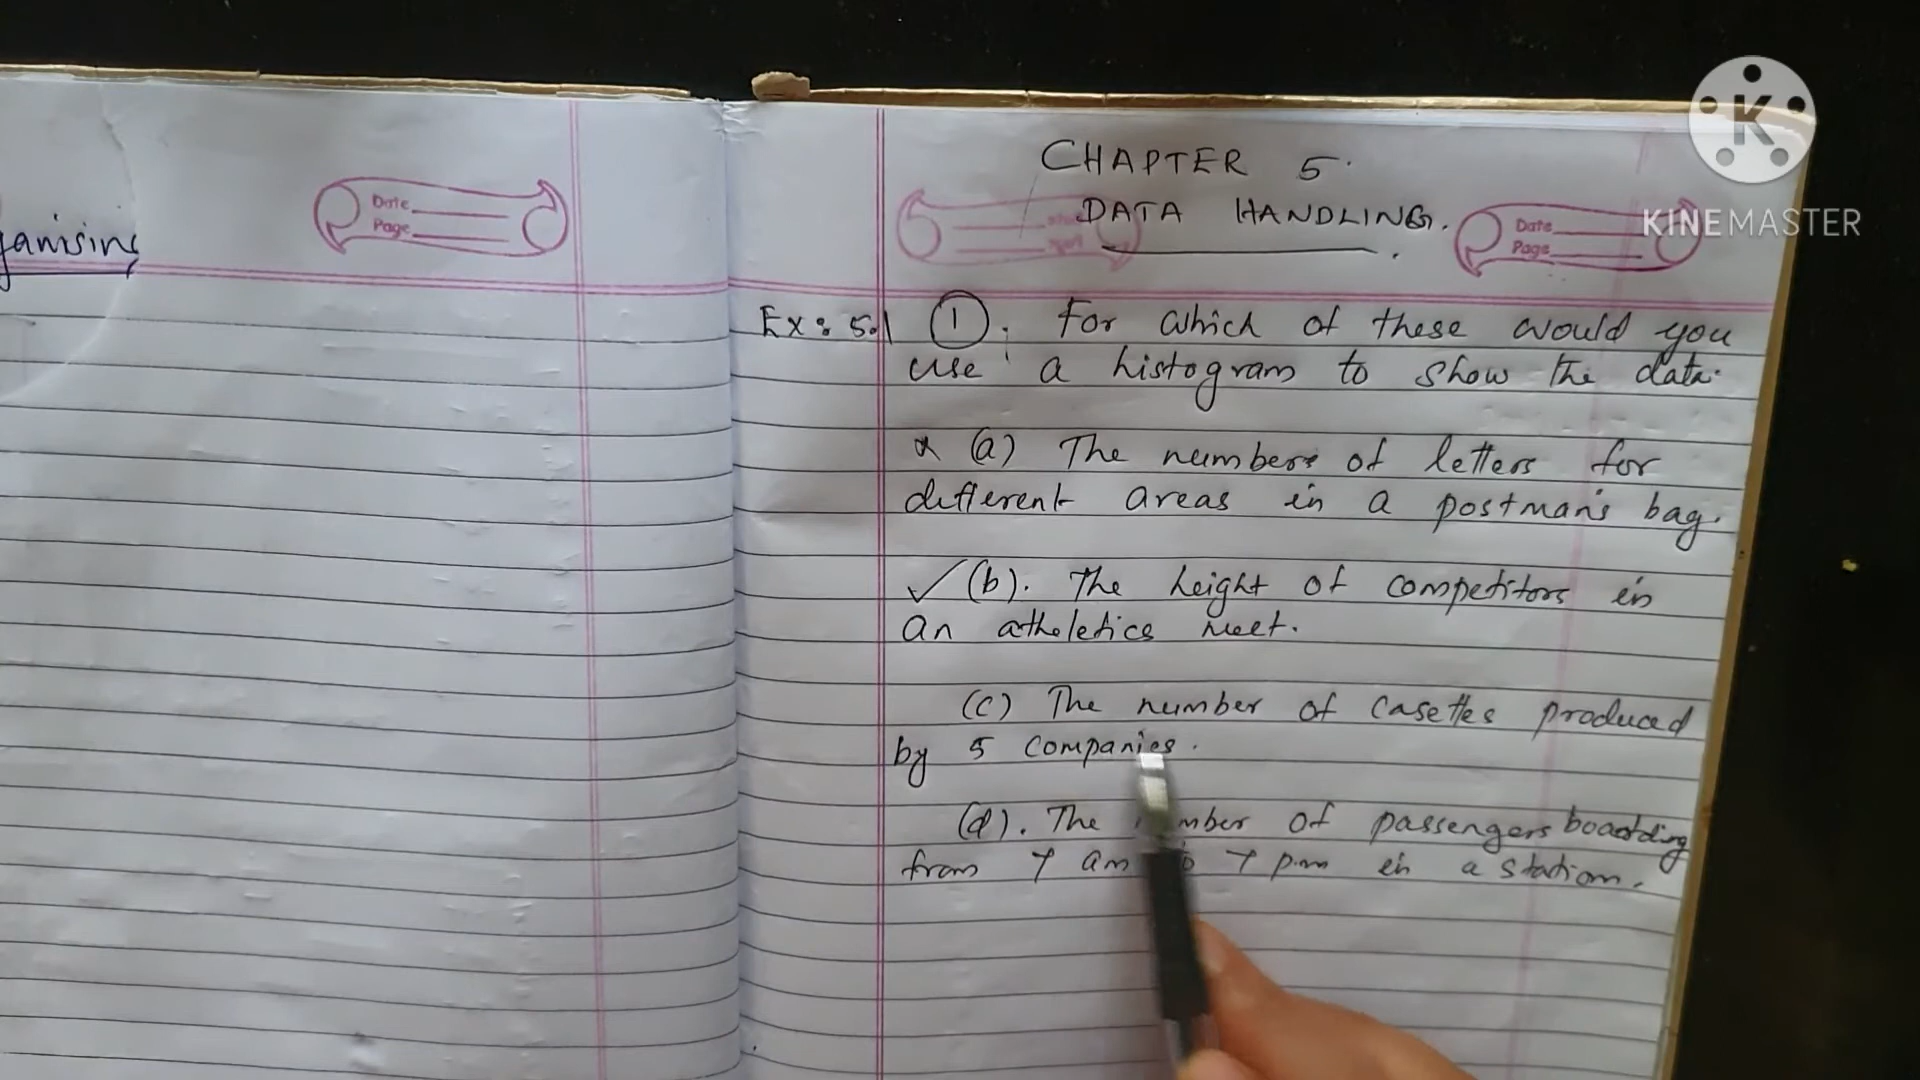 KINEMASTER
CHAPTER 5.
DATA HANDLING.
Date
Page
Date
Page
Ex: 5.1 (1). For which of these would you
use a histogram to show the data.
x (a) The numbers of letters for
different areas in a postman's bag.
✓ (b). The height of competitors in
an atheletics meet.
(c) The number of casettes produced
by 5 companies.
(d). The number of passengers boarding
from 7 am to 7 pm in a station.